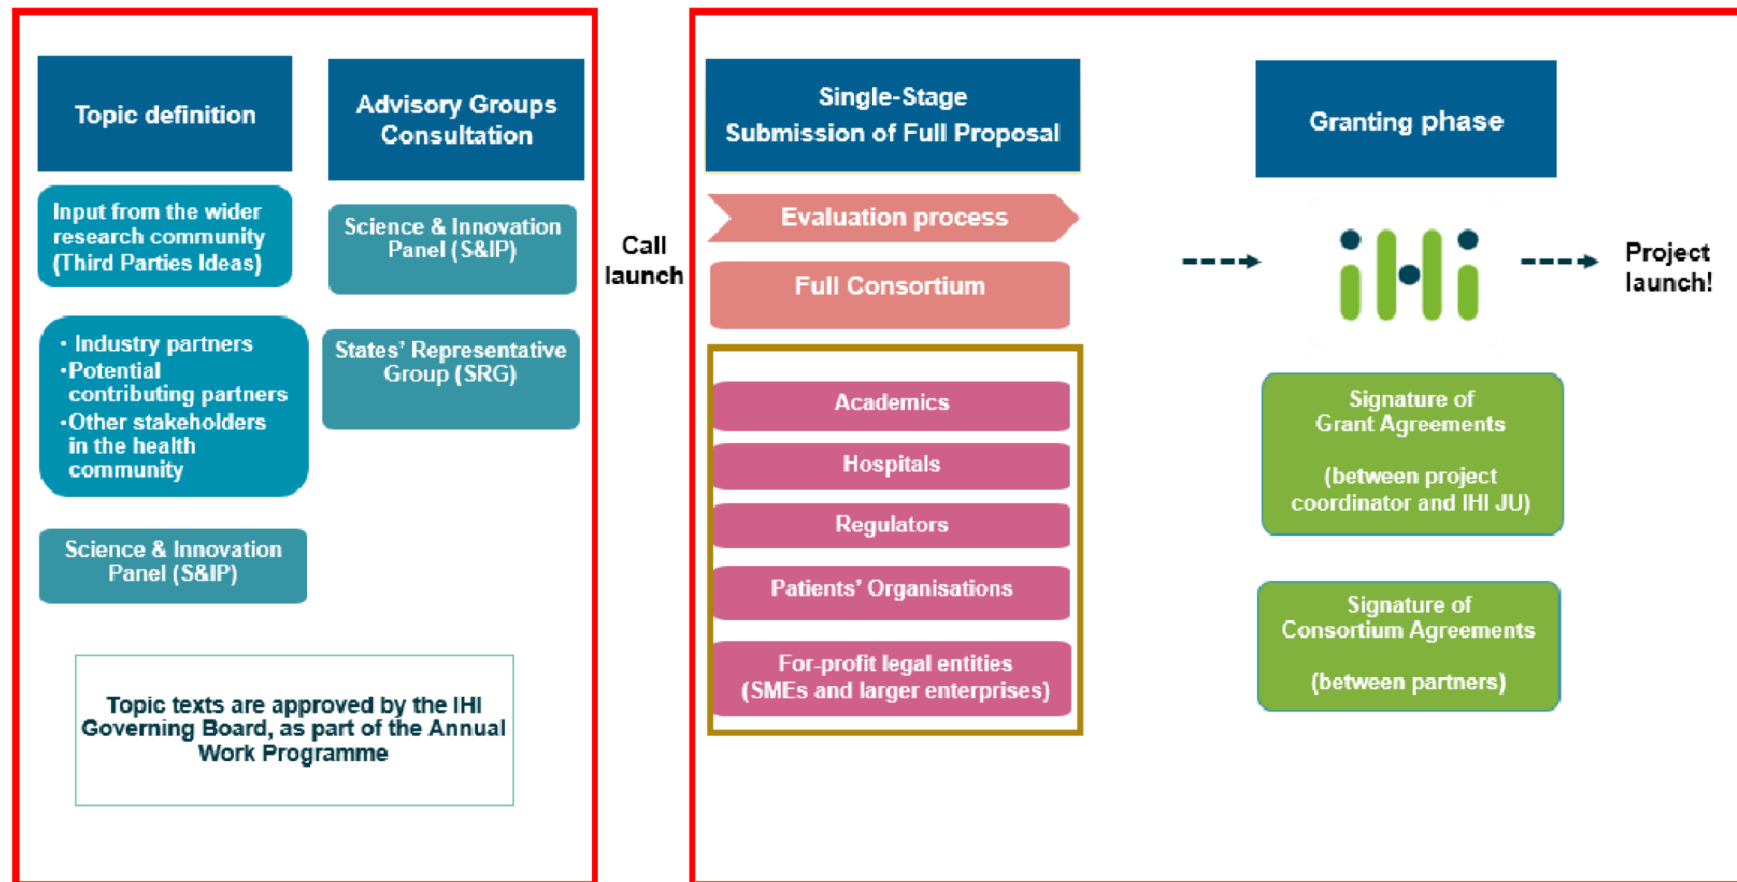 Topic definition
Input from the wider
research community
(Third Parties Ideas)
• Industry partners
•Potential
contributing partners
•Other stakeholders
in the health
community
Science & Innovation
Panel (S&IP)
Advisory Groups
Consultation
Science & Innovation
Panel (S&IP)
States’ Representative
Group (SRG)
Topic texts are approved by the IHI
Governing Board, as part of the Annual
Work Programme
Call
launch
Single-Stage
Submission of Full Proposal
Evaluation process
Full Consortium
Academics
Hospitals
Regulators
Patients’ Organisations
For-profit legal entities
(SMEs and larger enterprises)
Granting phase
iHi
Signature of
Grant Agreements
(between project
coordinator and IHI JU)
Signature of
Consortium Agreements
(between partners)
Project
launch!